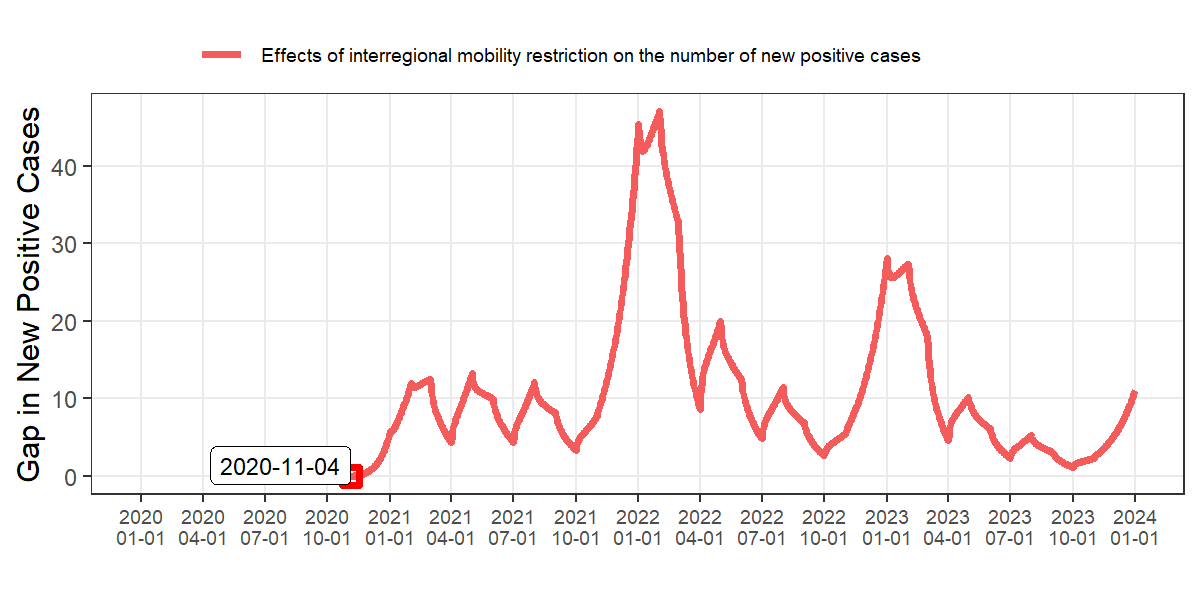 Effects of interregional mobility restriction on the number of new positive cases
Gap in New Positive Cases
40
30
20
10
0
2020-11-04
2020 2020 2020 2020 2021 2021 2021 2021 2022 2022 2022 2022 2023 2023 2023 2023 2024
01-01 04-01 07-01 10-01 01-01 04-01 07-01 10-01 01-01 04-01 07-01 10-01 01-01 04-01 07-01 10-01 01-01